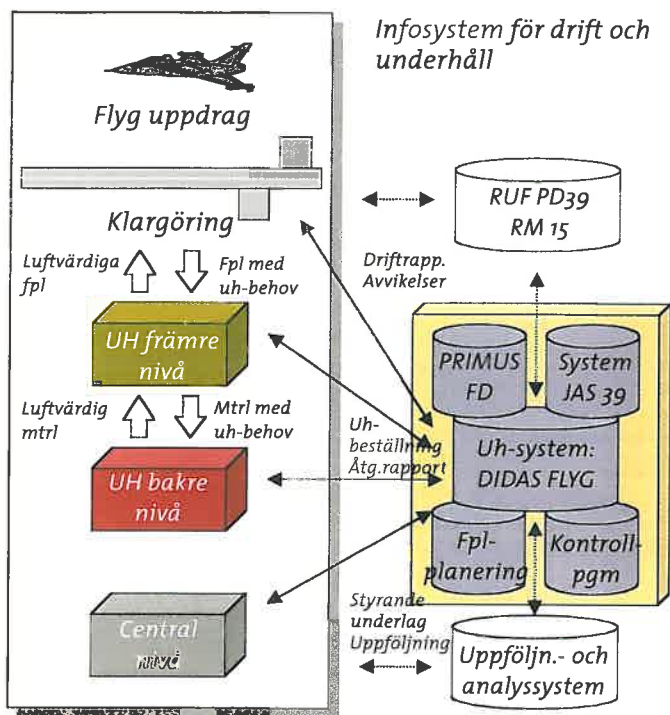 Infosystem för drift och
underhåll
Flyg uppdrag
Klargöring
Luftvärdiga
fpl
Fpl med
uh-behov
UH främre
nivå
Luftvärdig
mtrl
Mtrl med
uh-behov
UH bakre
nivå
Central
nivå
RUF PD39
RM 15
Driftrapp.
Avvikelser
PRIMUS
FD
System
JAS 39
Uh-
beställning
Åtg.rapport
Uh-system:
DIDAS FLYG
Fpl-
planering
Kontroll-
pgm
Styrande
underlag
Uppföljning
Uppföljn.- och
analyssystem